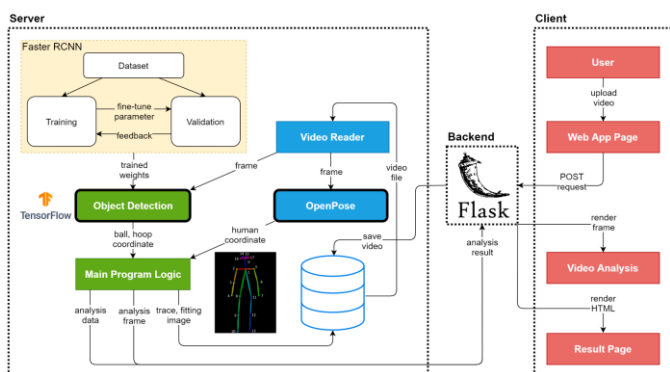 Server
Client
Faster RCNN
Dataset
Training
fine-tune
parameter
feedback
Validation
trained
weights
frame
Video Reader
frame
video
file
TensorFlow
Object Detection
OpenPose
ball, hoop
coordinate
human
coordinate
save
video
Main Program Logic
analysis
data
analysis
frame
trace, fitting
image
Backend
Flask
analysis
result
User
upload
video
Web App Page
POST
request
render
frame
Video Analysis
render
HTML
Result Page